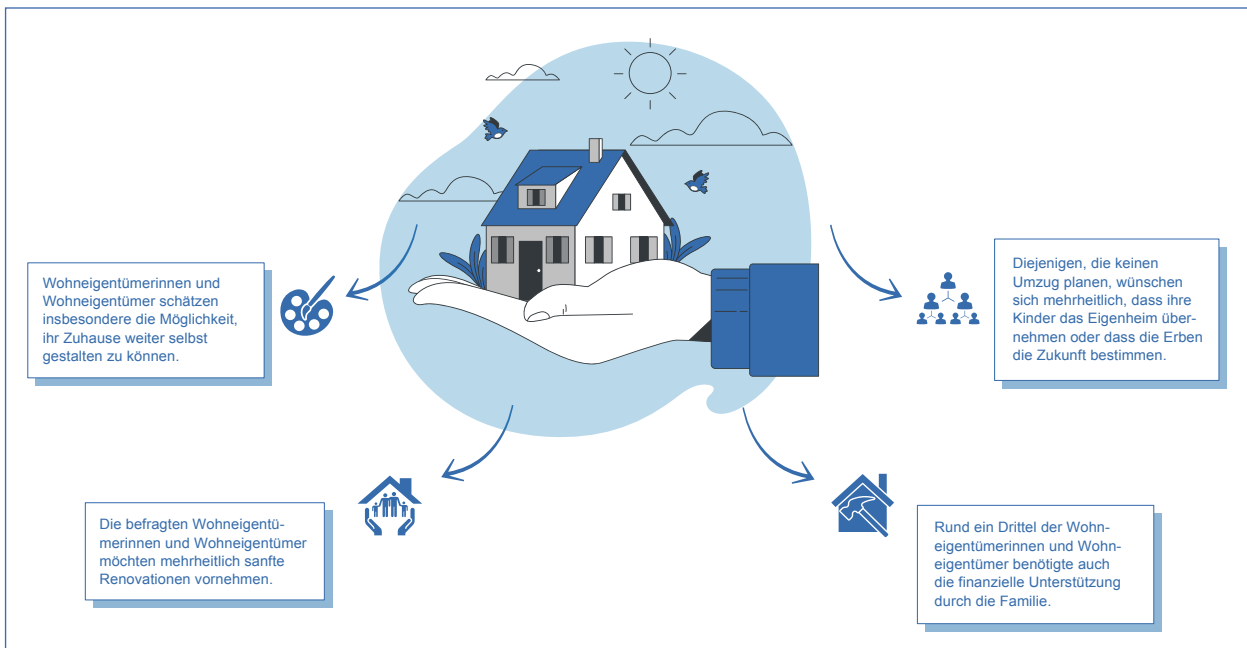 Wohneigentümerinnen und
Wohneigentümer schätzen
insbesondere die Möglichkeit,
ihr Zuhause weiter selbst
gestalten zu können.
Diejenigen, die keinen
Umzug planen, wünschen
sich mehrheitlich, dass ihre
Kinder das Eigenheim über-
nehmen oder dass die Erben
die Zukunft bestimmen.
Die befragten Wohneigentü-
merinnen und Wohneigentümer
möchten mehrheitlich sanfte
Renovationen vornehmen.
Rund ein Drittel der Wohn-
eigentümerinnen und Wohn-
eigentümer benötigte auch
die finanzielle Unterstützung
durch die Familie.